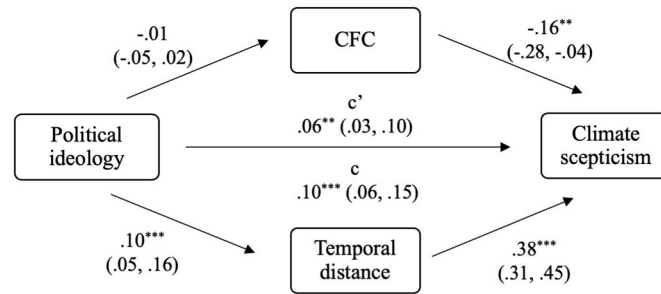 -.01
(-.05, .02)
CFC
-.16**
(-.28, -.04)
c’
.06** (.03, .10)
Political
ideology
Climate
scepticism
c
.10*** (.06, .15)
.10***
(.05, .16)
Temporal
distance
.38***
(.31, .45)